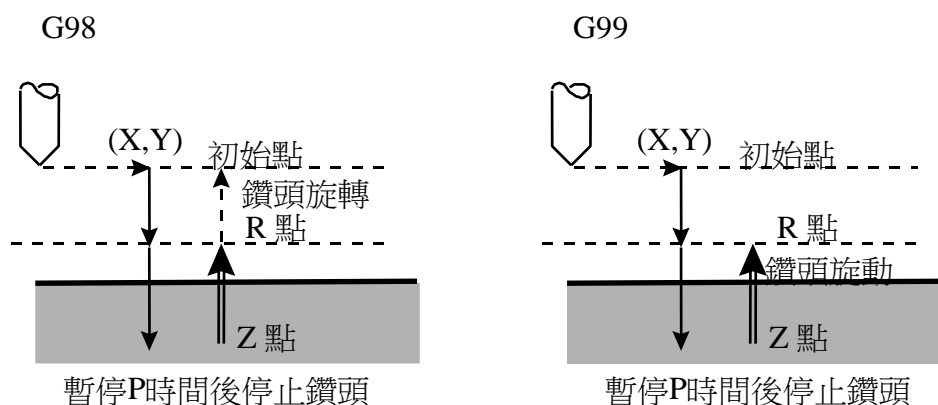 G98
(X,Y)
初始點
鑽頭旋轉
R 點
Z 點
暫停P時間後停止鑽頭
G99
(X,Y)
初始點
R 點
鑽頭旋動
Z 點
暫停P時間後停止鑽頭